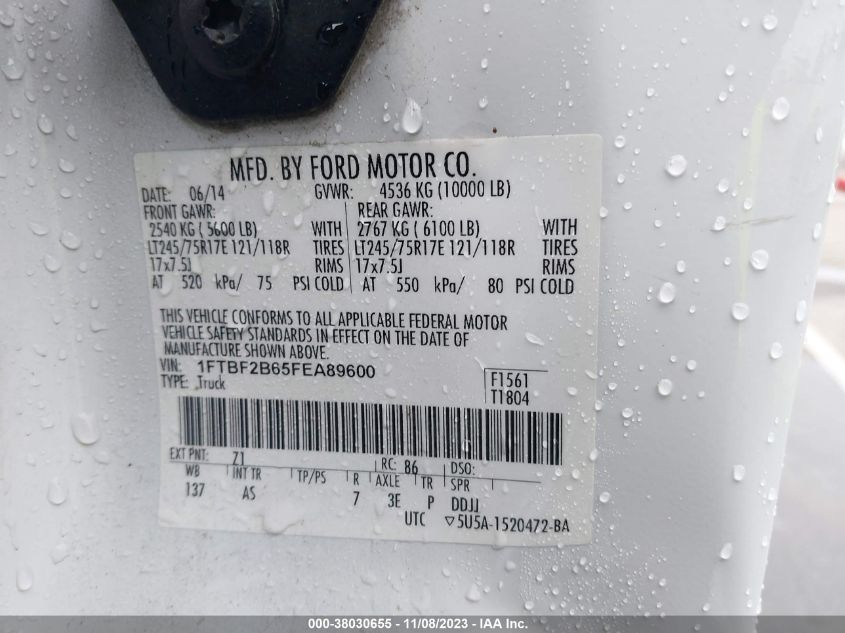 MFD. BY FORD MOTOR CO.
DATE: 06/14 GVWR: 4536 KG (10000 LB)
FRONT GAWR: REAR GAWR:
2540 KG ( 5600 LB) WITH 2767 KG ( 6100 LB) WITH
LT245/75R17E 121/118R TIRES LT245/75R17E 121/118R TIRES
17x7.5J RIMS 17x7.5J RIMS
AT 520 kPa/ 75 PSI COLD AT 550 kPa/ 80 PSI COLD
THIS VEHICLE CONFORMS TO ALL APPLICABLE FEDERAL MOTOR
VEHICLE SAFETY STANDARDS IN EFFECT ON THE DATE OF
MANUFACTURE SHOWN ABOVE.
VIN: 1FTBF2B65FEA89600
TYPE: Truck
F1561
T1804
EXT PNT: Z1 RC: 86 DSO:
WB INT TR TP/PS R AXLE TR SPR
137 AS 7 3E P DDJJ
UTC ▽5U5A-1520472-BA
000-38030655 - 11/08/2023 - IAA Inc.